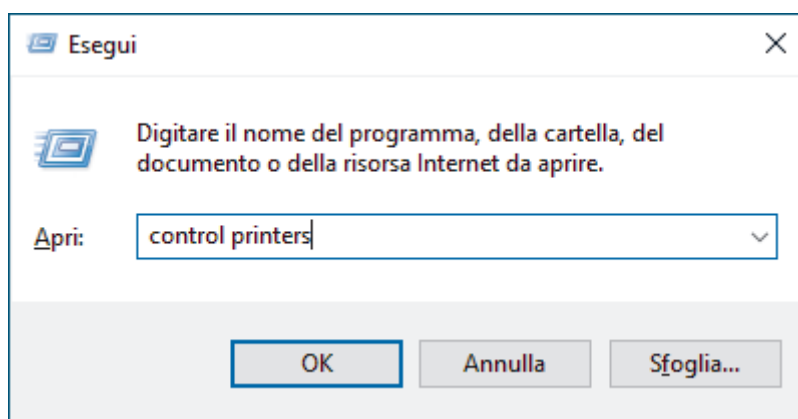 Esegui
Digitare il nome del programma, della cartella, del
documento o della risorsa Internet da aprire.
Apri: control printers
OK Annulla Sfoglia...